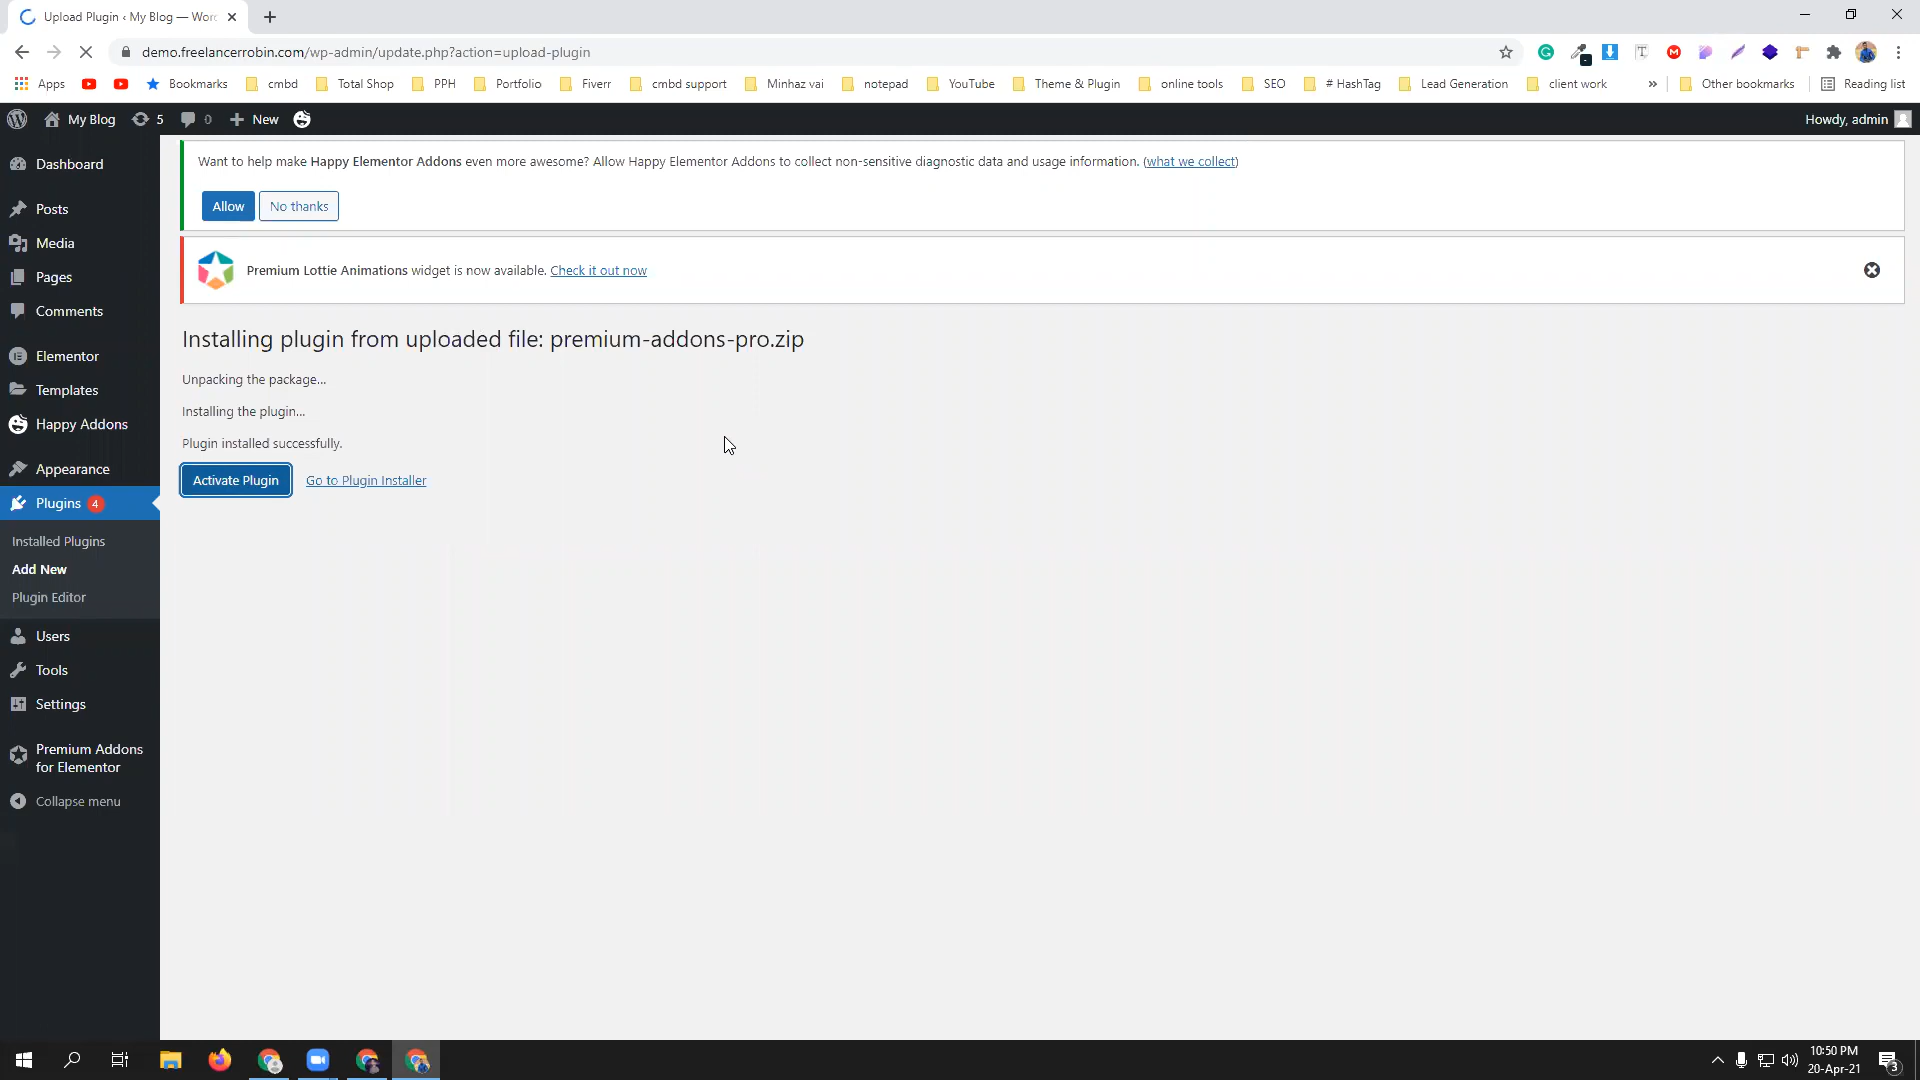 Upload Plugin ‹ My Blog — Word
demo.freelancerrobin.com/wp-admin/update.php?action=upload-plugin
Apps
Bookmarks
cmbd
Total Shop
PPH
Portfolio
Fiverr
cmbd support
Minhaz vai
notepad
YouTube
Theme & Plugin
online tools
SEO
# HashTag
Lead Generation
client work
»
Other bookmarks
Reading list
My Blog
5
0
New
Howdy, admin
Dashboard
Posts
Media
Pages
Comments
Elementor
Templates
Happy Addons
Appearance
Plugins 4
Installed Plugins
Add New
Plugin Editor
Users
Tools
Settings
Premium Addons
for Elementor
Collapse menu
Want to help make Happy Elementor Addons even more awesome? Allow Happy Elementor Addons to collect non-sensitive diagnostic data and usage information. (what we collect)
Allow
No thanks
Premium Lottie Animations widget is now available. Check it out now
Installing plugin from uploaded file: premium-addons-pro.zip
Unpacking the package...
Installing the plugin...
Plugin installed successfully.
Activate Plugin
Go to Plugin Installer
10:50 PM
20-Apr-21
3